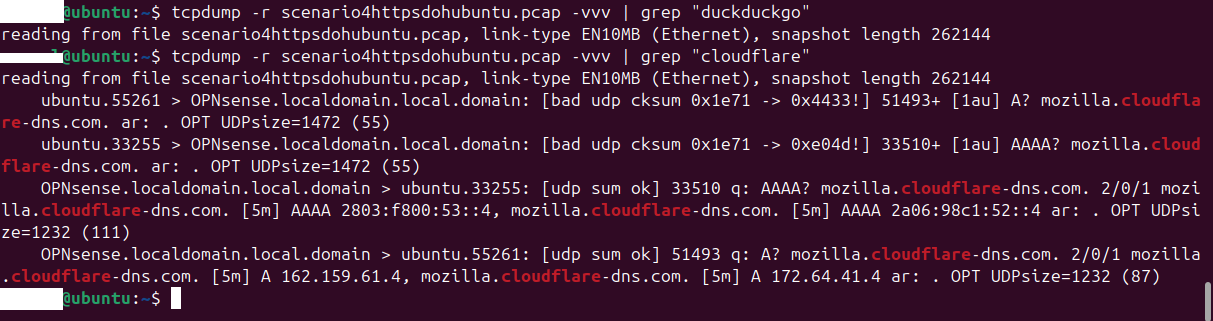 @ubuntu:~$ tcpdump -r scenario4httpsdohubuntu.pcap -vvv | grep "duckduckgo"
reading from file scenario4httpsdohubuntu.pcap, link-type EN10MB (Ethernet), snapshot length 262144
@ubuntu:~$ tcpdump -r scenario4httpsdohubuntu.pcap -vvv | grep "cloudflare"
reading from file scenario4httpsdohubuntu.pcap, link-type EN10MB (Ethernet), snapshot length 262144
    ubuntu.55261 > OPNsense.localdomain.local.domain: [bad udp cksum 0x1e71 -> 0x4433!] 51493+ [1au] A? mozilla.cloudfla
re-dns.com. ar: . OPT UDPsize=1472 (55)
    ubuntu.33255 > OPNsense.localdomain.local.domain: [bad udp cksum 0x1e71 -> 0xe04d!] 33510+ [1au] AAAA? mozilla.cloud
flare-dns.com. ar: . OPT UDPsize=1472 (55)
    OPNsense.localdomain.local.domain > ubuntu.33255: [udp sum ok] 33510 q: AAAA? mozilla.cloudflare-dns.com. 2/0/1 mozi
lla.cloudflare-dns.com. [5m] AAAA 2803:f800:53::4, mozilla.cloudflare-dns.com. [5m] AAAA 2a06:98c1:52::4 ar: . OPT UDPsi
ze=1232 (111)
    OPNsense.localdomain.local.domain > ubuntu.55261: [udp sum ok] 51493 q: A? mozilla.cloudflare-dns.com. 2/0/1 mozilla
.cloudflare-dns.com. [5m] A 162.159.61.4, mozilla.cloudflare-dns.com. [5m] A 172.64.41.4 ar: . OPT UDPsize=1232 (87)
@ubuntu:~$